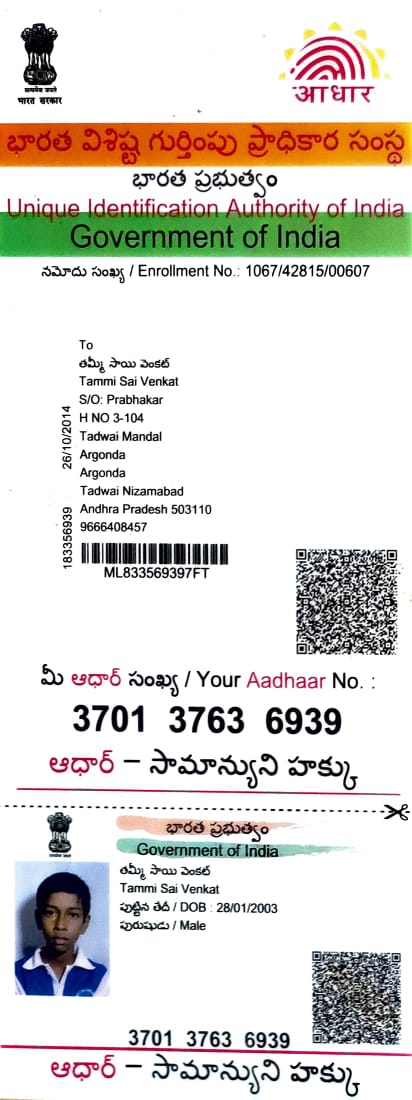 सत्यमेव जयते
भारत सरकार
आधार
భారత విశిష్ట గుర్తింపు ప్రాధికార సంస్థ
భారత ప్రభుత్వం
Unique Identification Authority of India
Government of India
నమోదు సంఖ్య / Enrollment No.: 1067/42815/00607
To
తమ్మీ సాయి వెంకట్
Tammi Sai Venkat
S/O: Prabhakar
H NO 3-104
Tadwai Mandal
Argonda
Argonda
Tadwai Nizamabad
Andhra Pradesh 503110
9666408457
183356939 26/10/2014
ML833569397FT
మీ ఆధార్ సంఖ్య / Your Aadhaar No. :
3701 3763 6939
ఆధార్ – సామాన్యుని హక్కు
భారత ప్రభుత్వం
Government of India
తమ్మీ సాయి వెంకట్
Tammi Sai Venkat
పుట్టిన తేదీ / DOB : 28/01/2003
పురుషుడు / Male
3701 3763 6939
ఆధార్ – సామాన్యుని హక్కు